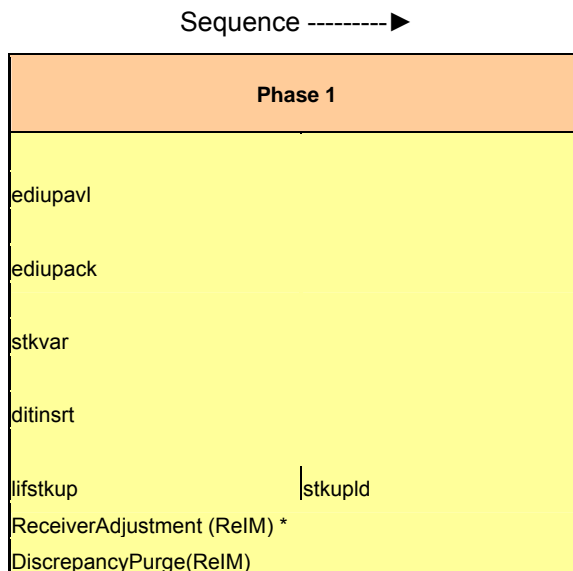 Sequence ---------►
Phase 1
ediupavl
ediupack
stkvar
ditinsrt
lifstkup stkupld
ReceiverAdjustment (ReIM) *
DiscrepancyPurge(ReIM)